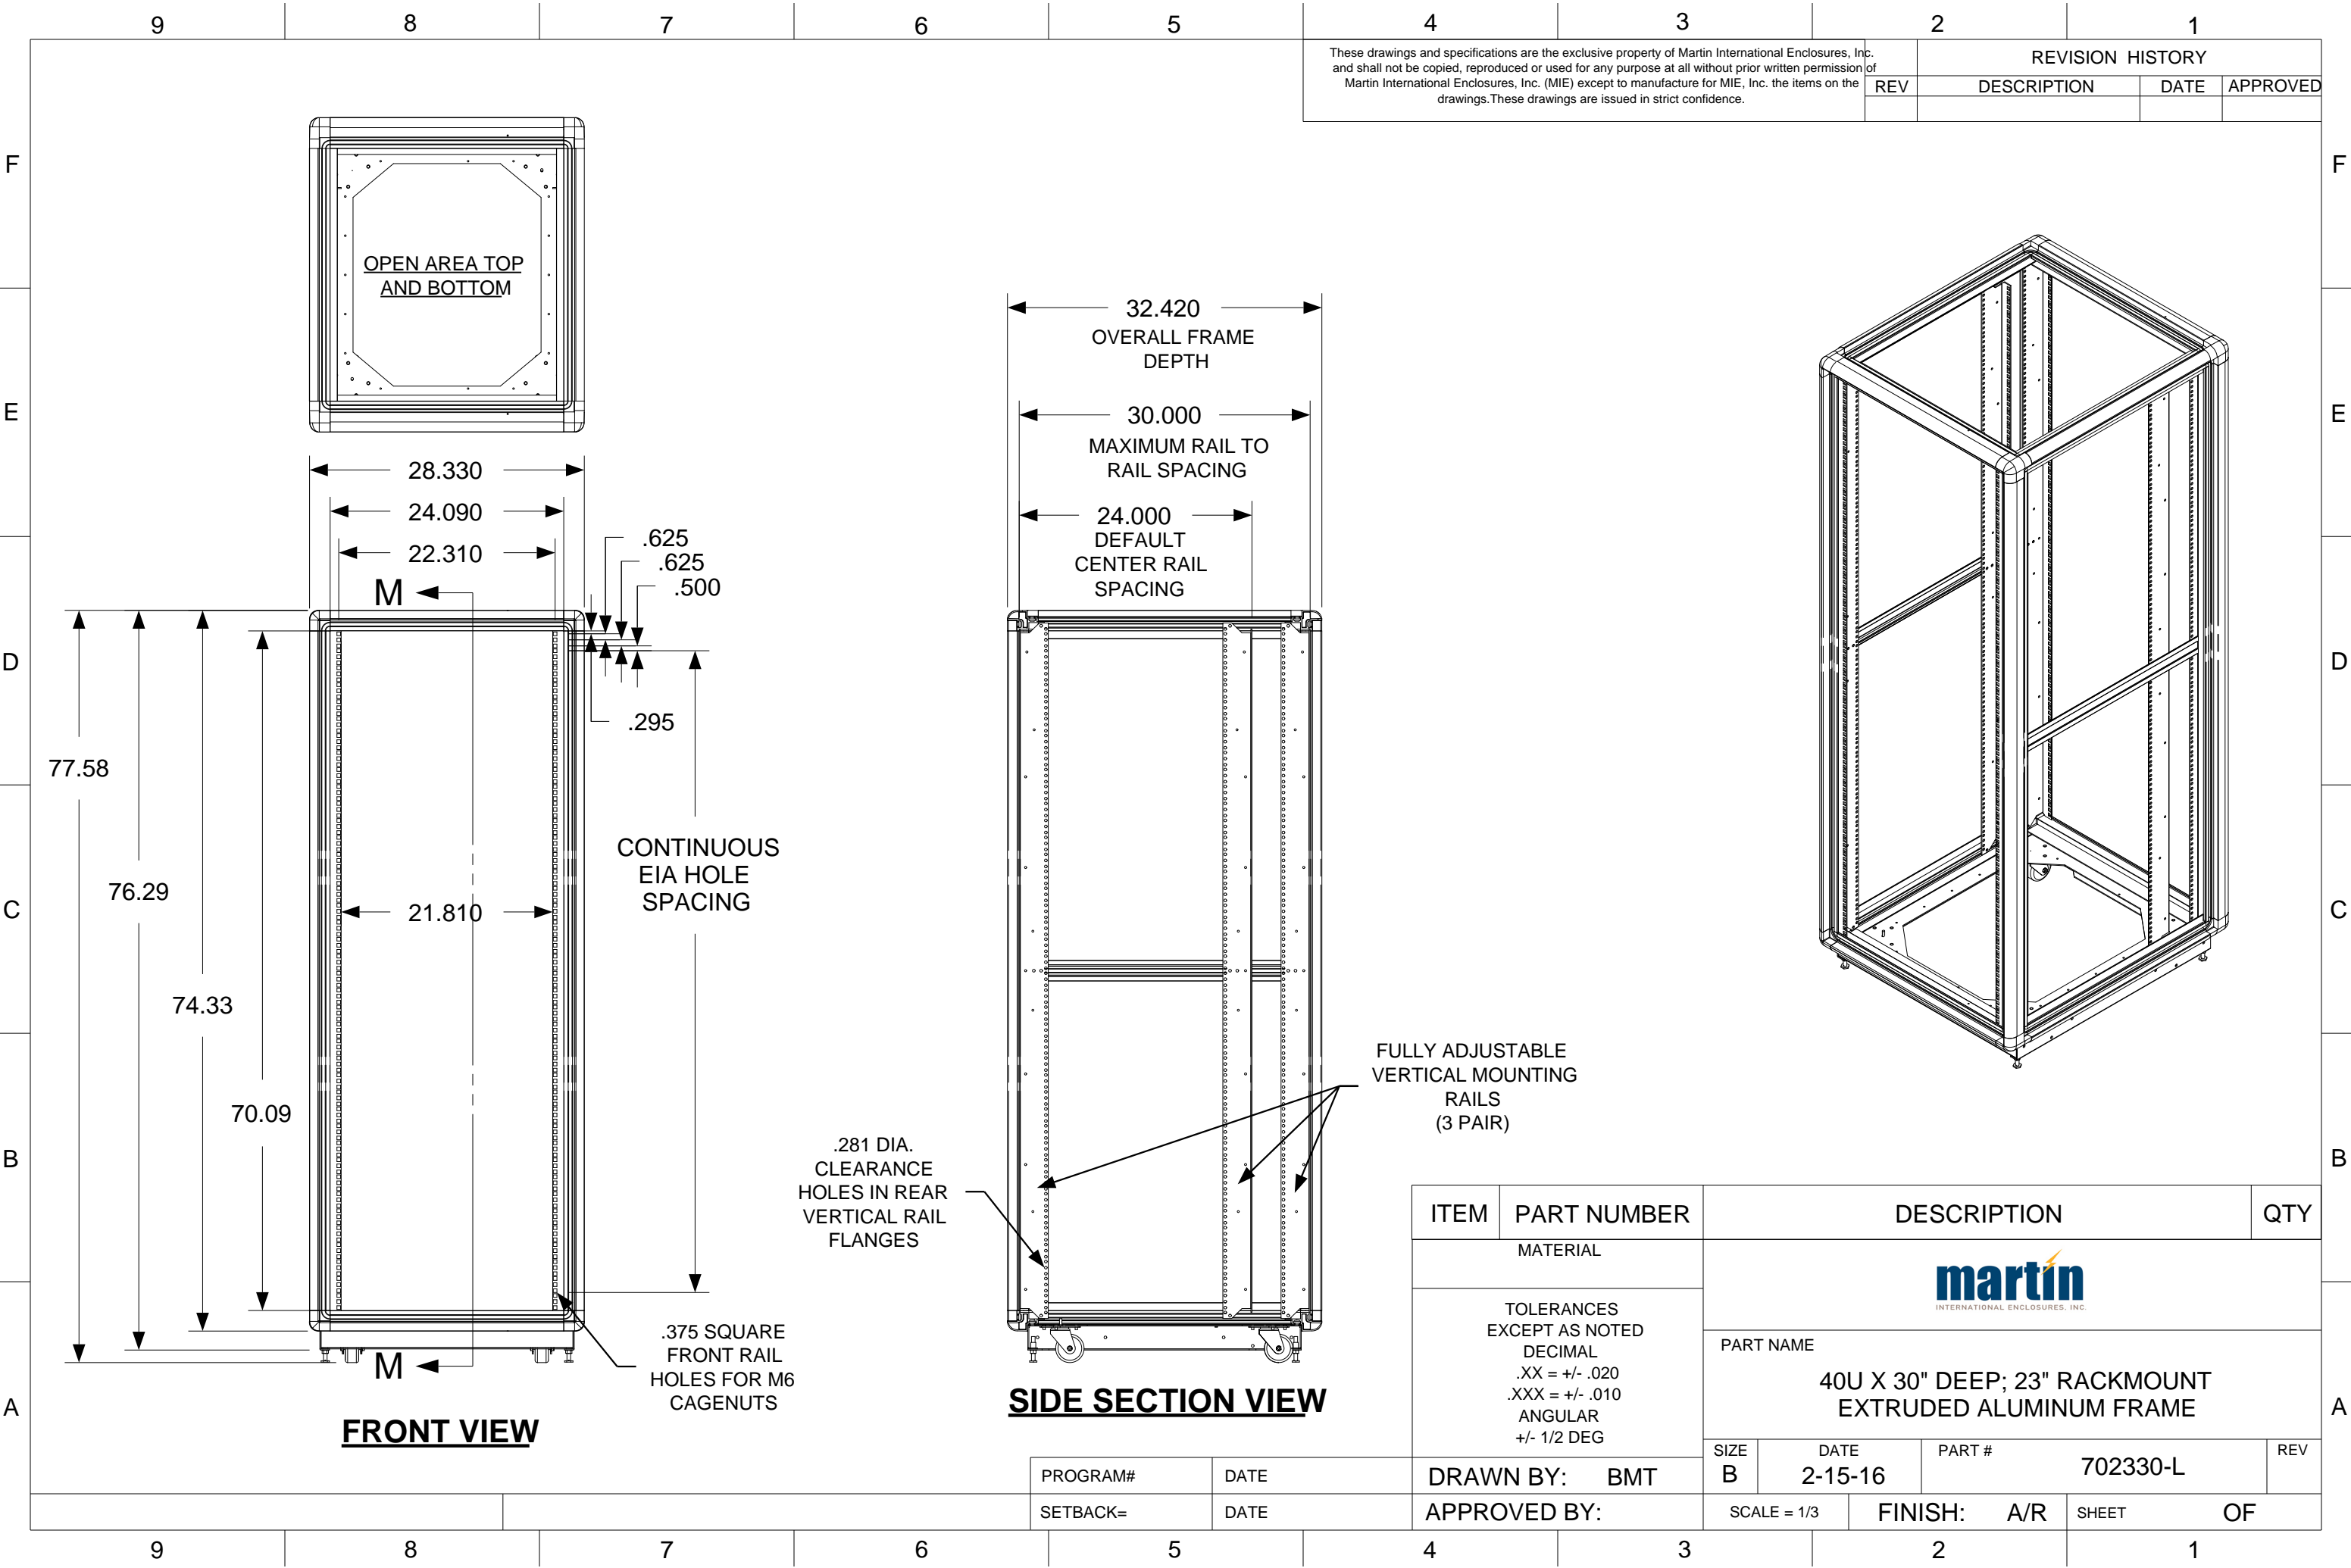 9 8 7 6 5 4 3 2 1
These drawings and specifications are the exclusive property of Martin International Enclosures, Inc.
and shall not be copied, reproduced or used for any purpose at all without prior written permission of
Martin International Enclosures, Inc. (MIE) except to manufacture for MIE, Inc. the items on the
drawings.These drawings are issued in strict confidence.
REVISION HISTORY
REV DESCRIPTION DATE APPROVED
F F
E E
D D
C C
B B
A A
OPEN AREA TOP
AND BOTTOM
28.330
24.090
22.310
.625
.625
.500
.295
M
77.58
76.29
74.33
70.09
21.810
CONTINUOUS
EIA HOLE
SPACING
.375 SQUARE
FRONT RAIL
HOLES FOR M6
CAGENUTS
M
FRONT VIEW
32.420
OVERALL FRAME
DEPTH
30.000
MAXIMUM RAIL TO
RAIL SPACING
24.000
DEFAULT
CENTER RAIL
SPACING
FULLY ADJUSTABLE
VERTICAL MOUNTING
RAILS
(3 PAIR)
.281 DIA.
CLEARANCE
HOLES IN REAR
VERTICAL RAIL
FLANGES
SIDE SECTION VIEW
ITEM PART NUMBER DESCRIPTION QTY
MATERIAL
TOLERANCES
EXCEPT AS NOTED
DECIMAL
.XX = +/- .020
.XXX = +/- .010
ANGULAR
+/- 1/2 DEG
martin
INTERNATIONAL ENCLOSURES, INC.
PART NAME
40U X 30" DEEP; 23" RACKMOUNT
EXTRUDED ALUMINUM FRAME
SIZE DATE PART # REV
B 2-15-16 702330-L
PROGRAM# DATE DRAWN BY: BMT
SETBACK= DATE APPROVED BY: SCALE = 1/3 FINISH: A/R SHEET OF
9 8 7 6 5 4 3 2 1